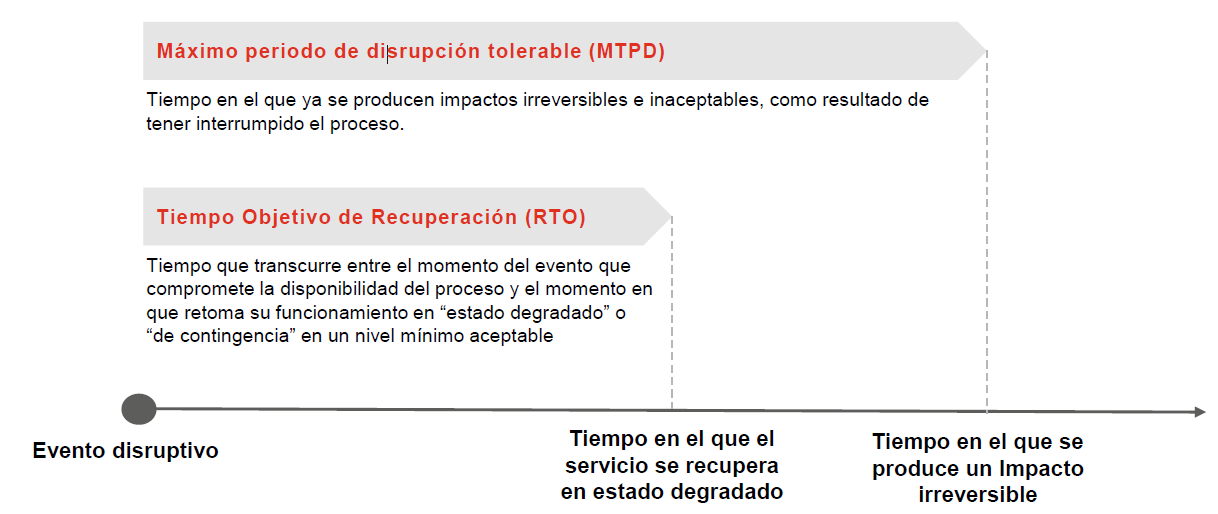 Máximo periodo de disrupción tolerable (MTPD)
Tiempo en el que ya se producen impactos irreversibles e inaceptables, como resultado de
tener interrumpido el proceso.
Tiempo Objetivo de Recuperación (RTO)
Tiempo que transcurre entre el momento del evento que
compromete la disponibilidad del proceso y el momento en
que retoma su funcionamiento en “estado degradado” o
“de contingencia” en un nivel mínimo aceptable
Evento disruptivo
Tiempo en el que el
servicio se recupera
en estado degradado
Tiempo en el que se
produce un Impacto
irreversible